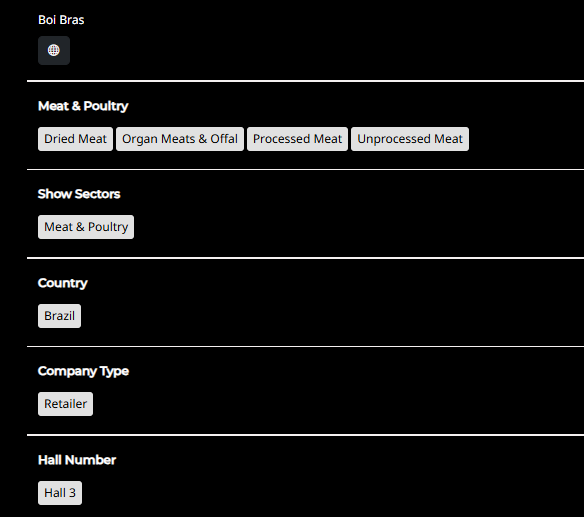 Boi Bras
Meat & Poultry
Dried Meat Organ Meats & Offal Processed Meat Unprocessed Meat
Show Sectors
Meat & Poultry
Country
Brazil
Company Type
Retailer
Hall Number
Hall 3